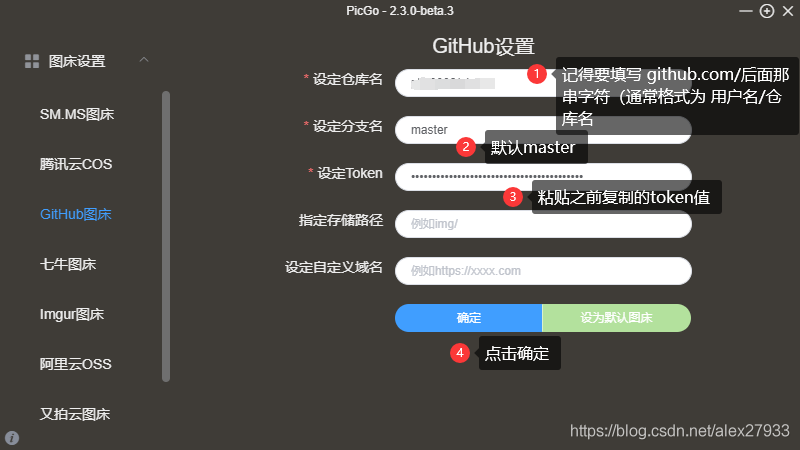 PicGo - 2.3.0-beta.3
GitHub设置
图床设置
SM.MS图床
腾讯云COS
GitHub图床
七牛图床
Imgur图床
阿里云OSS
又拍云图床
* 设定仓库名
1
记得要填写 github.com/后面那
串字符（通常格式为 用户名/仓
库名
* 设定分支名
master
2
默认master
* 设定Token
3
粘贴之前复制的token值
指定存储路径
例如img/
设定自定义域名
例如https://xxxx.com
确定
设为默认图床
4
点击确定
https://blog.csdn.net/alex27933